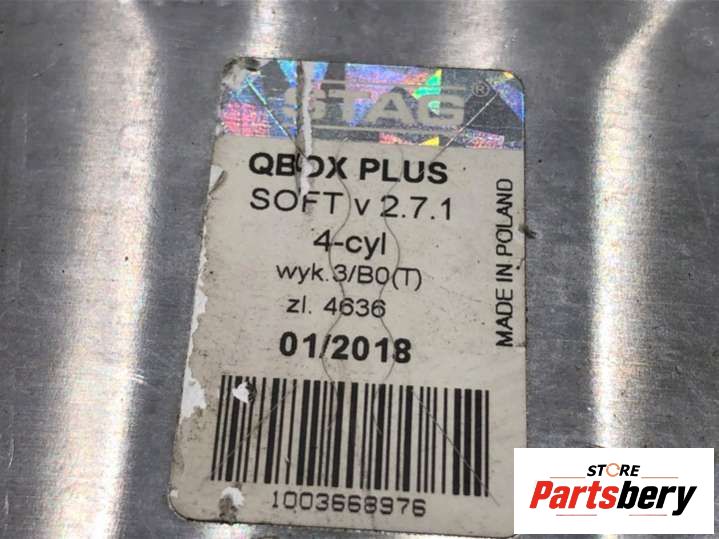 STAG®
QBOX PLUS
SOFT v 2.7.1
4-cyl
wyk.3/B0(T)
zl. 4636
01/2018
MADE IN POLAND
1003668976
STORE
Partsbery